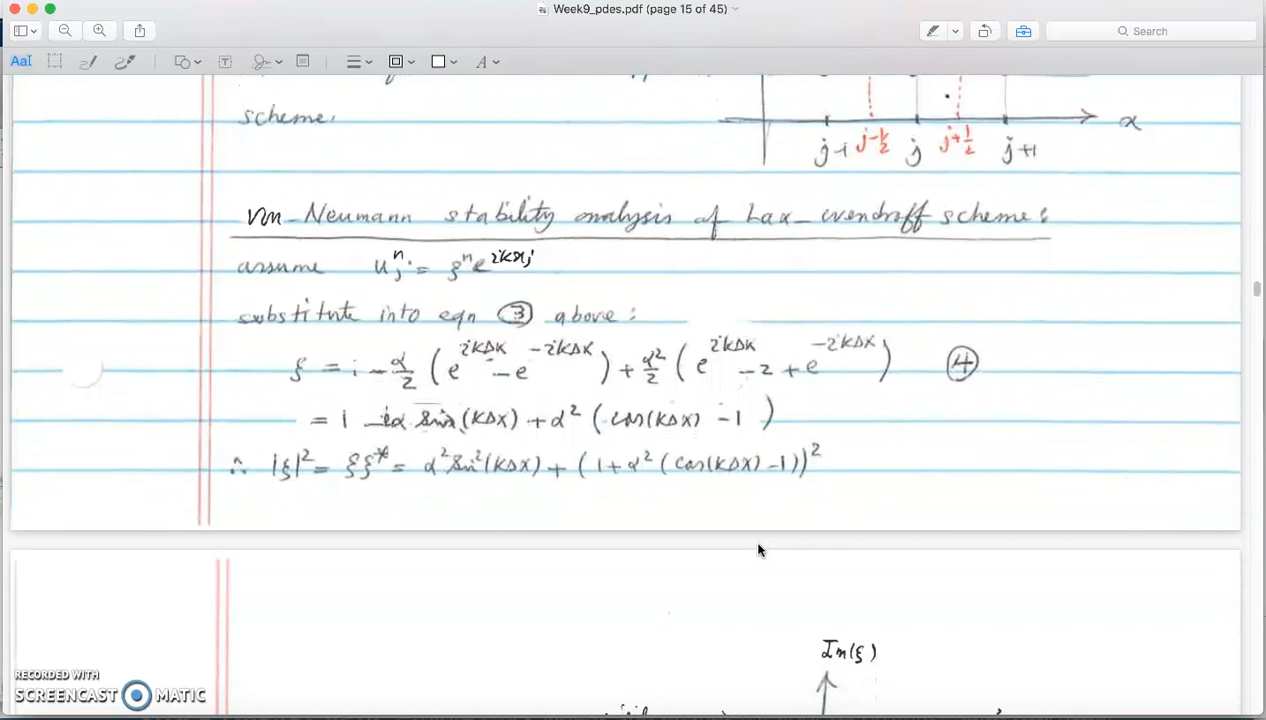 Week9_pdes.pdf (page 15 of 45)
Search
AaI
T
A
scheme.
j-1 j-1/2 j j+1/2 j+1
x
Von-Neumann stability analysis of Lax-wendroff scheme:
assume u_j^n = ξ^n e^{ikxj}
substitute into eqn ③ above:
ξ = 1 - α/2 (e^{ikΔx} - e^{-ikΔx}) + α²/2 (e^{ikΔx} - 2 + e^{-ikΔx}) ④
= 1 - iα sin(kΔx) + α² (cos(kΔx) - 1)
∴ |ξ|² = ξξ* = α² sin²(kΔx) + (1 + α² (cos(kΔx) - 1))²
Im(ξ)
RECORDED WITH
SCREENCAST MATIC